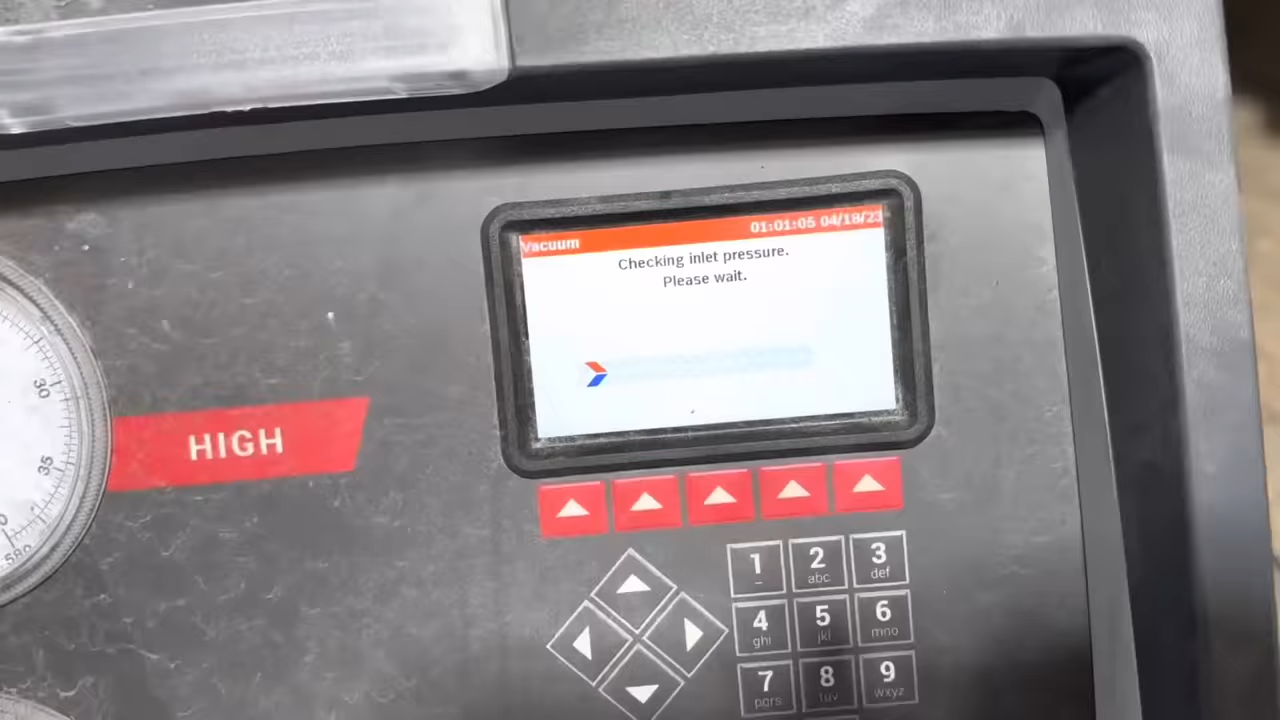 Vacuum 01:01:05 04/18/23
Checking inlet pressure.
Please wait.
30
HIGH
35
580
1 2 3
abc def
4 5 6
ghi jkl mno
7 8 9
pqrs tuv wxyz